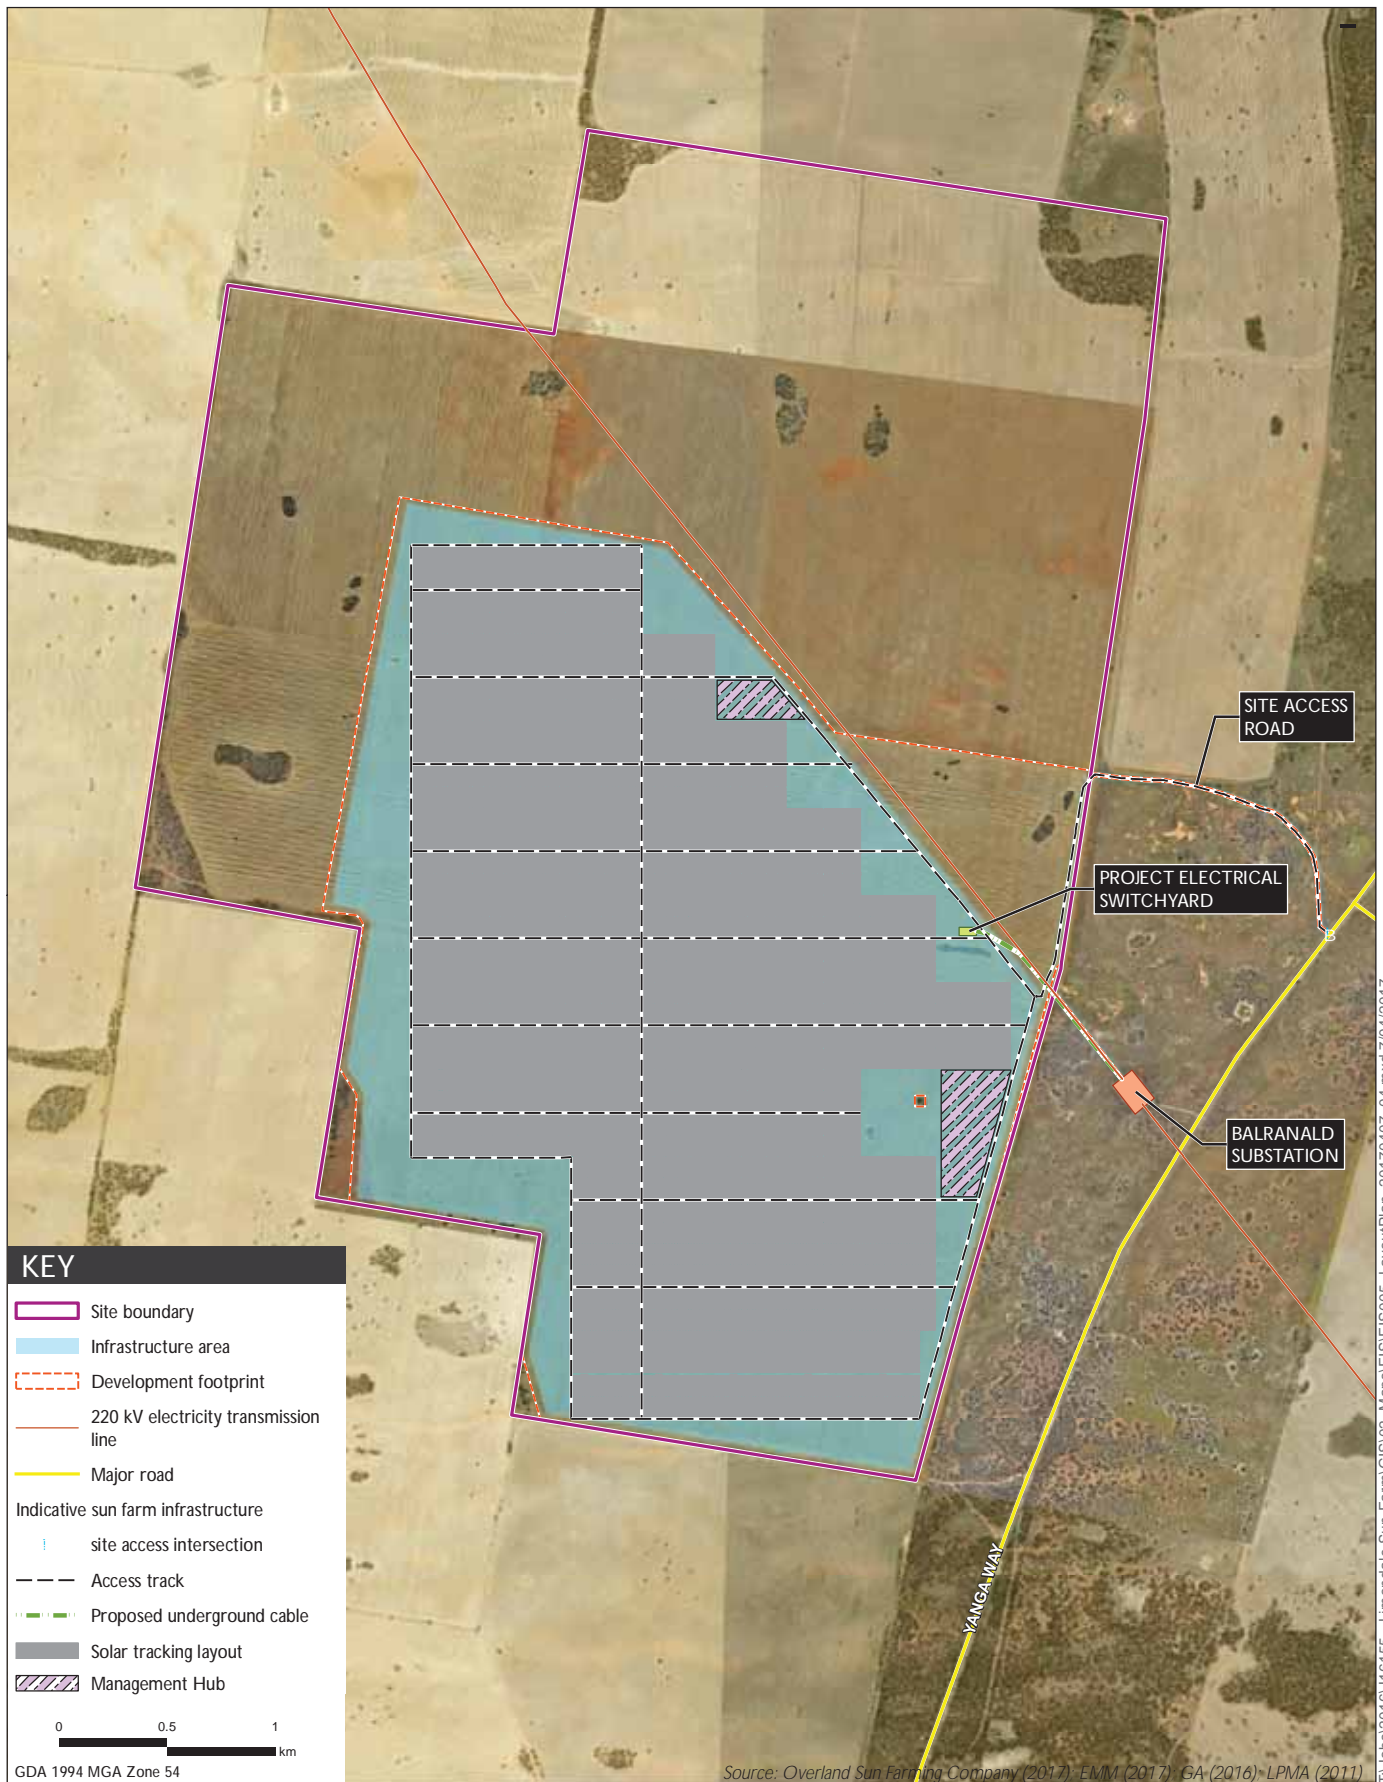 SITE ACCESS
ROAD
PROJECT ELECTRICAL
SWITCHYARD
BALRANALD
SUBSTATION
YANGA WAY
KEY
Site boundary
Infrastructure area
Development footprint
220 kV electricity transmission
line
Major road
Indicative sun farm infrastructure
site access intersection
Access track
Proposed underground cable
Solar tracking layout
Management Hub
0 0.5 1
km
GDA 1994 MGA Zone 54
Source: Overland Sun Farming Company (2017); EMM (2017); GA (2016); LPMA (2011)